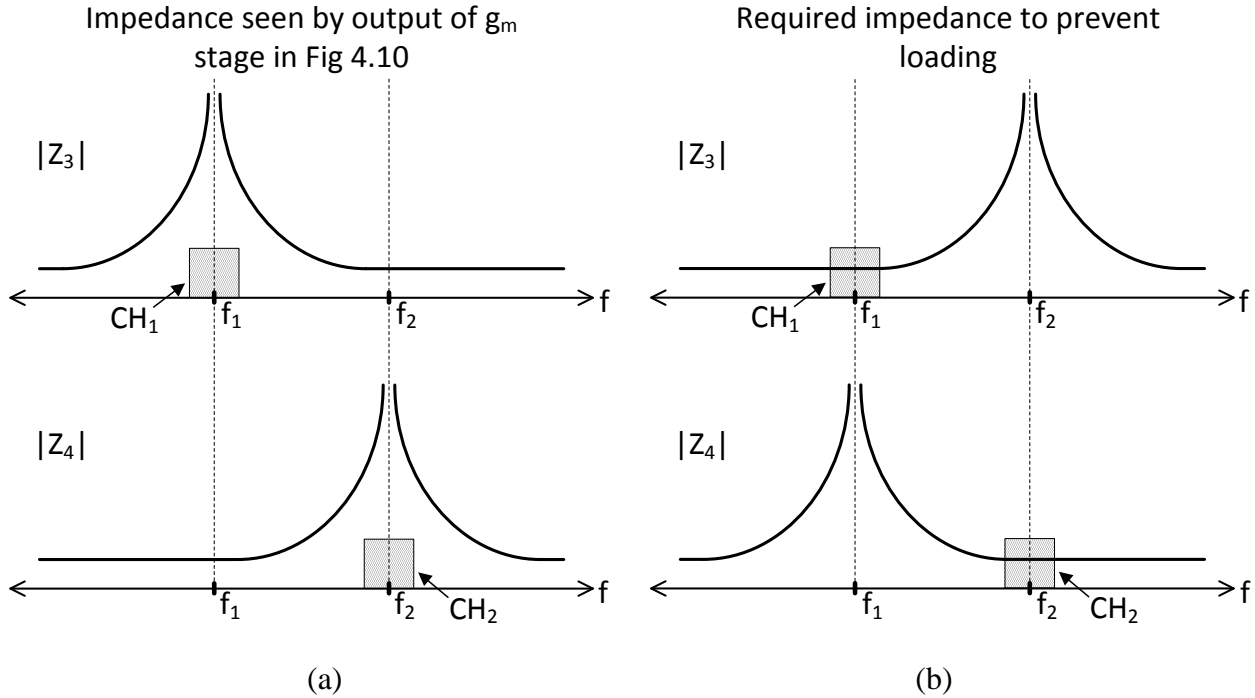 Impedance seen by output of gₘ
stage in Fig 4.10
|Z₃|
CH₁
f₁
f₂
f
|Z₄|
f₁
f₂
CH₂
f
(a)
Required impedance to prevent
loading
|Z₃|
CH₁
f₁
f₂
f
|Z₄|
f₁
f₂
CH₂
f
(b)